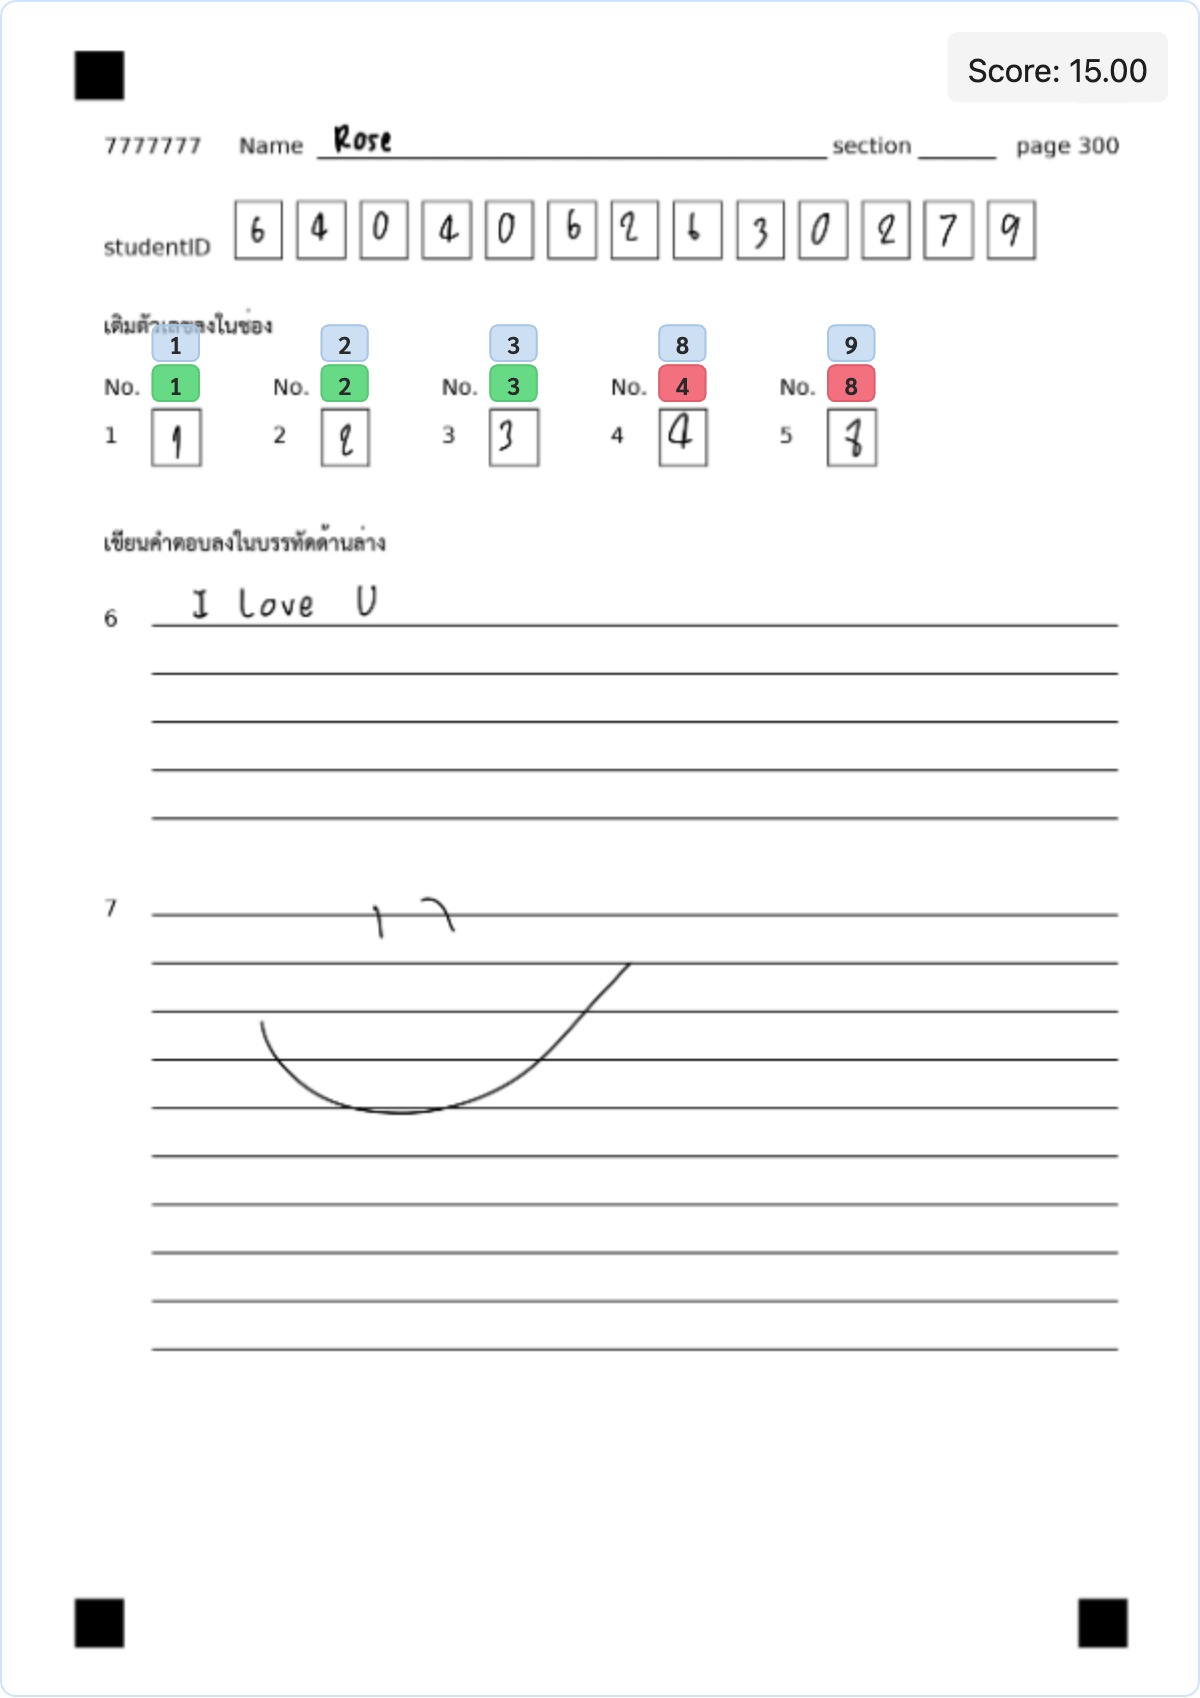 Score: 15.00
7777777 Name Rose section page 300
studentID 6 4 0 4 0 6 2 6 3 0 2 7 9
เติมตัวเลขลงในช่อง
1 2 3 8 9
No. 1 No. 2 No. 3 No. 4 No. 8
1 1 2 2 3 3 4 4 5 8
เขียนคำตอบลงในบรรทัดด้านล่าง
6 I Love U
7